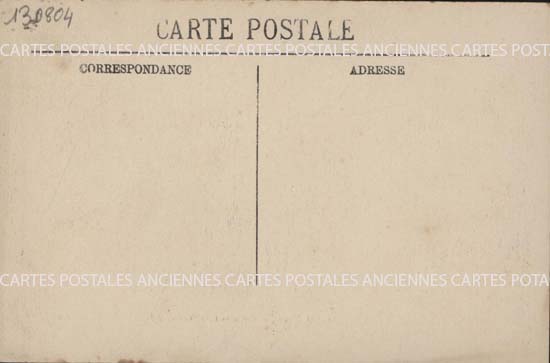 130804
CARTE POSTALE
CARTES POSTALES ANCIENNES CARTES POSTALES ANCIENNES CARTES POSTALES
CORRESPONDANCE
ADRESSE
CARTES POSTALES ANCIENNES CARTES POSTALES ANCIENNES CARTES POTA